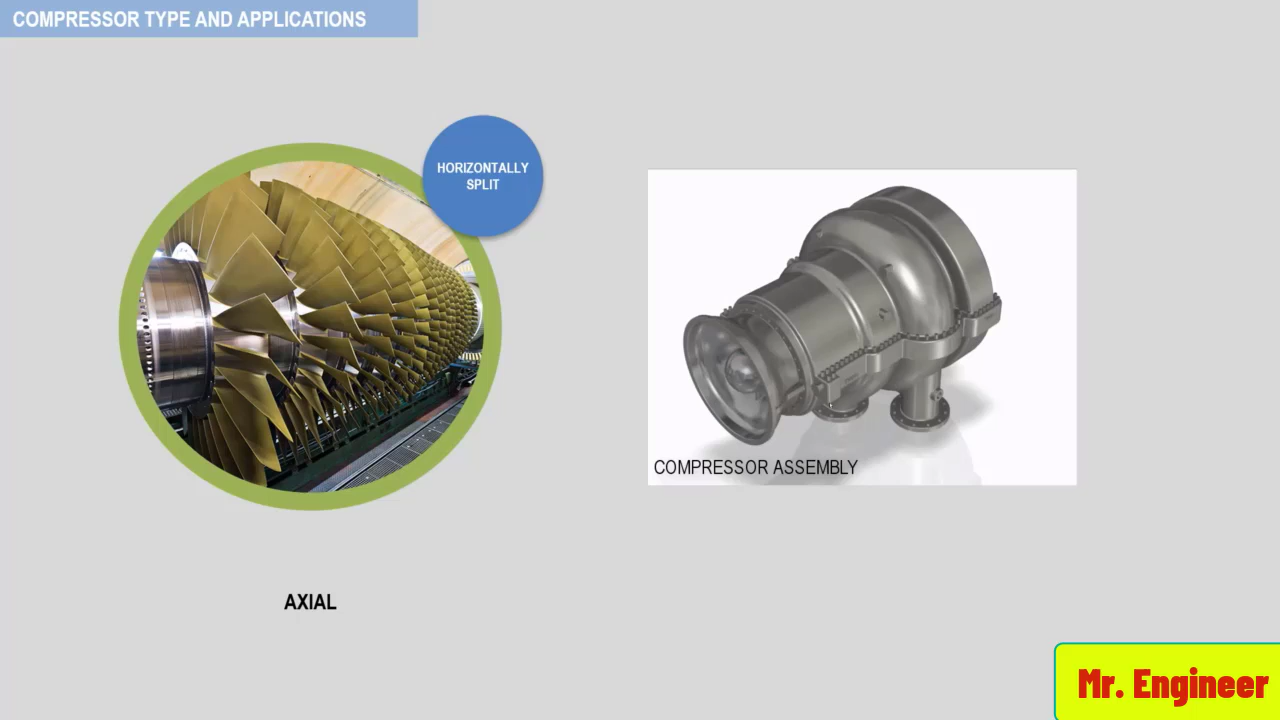 COMPRESSOR TYPE AND APPLICATIONS
HORIZONTALLY
SPLIT
COMPRESSOR ASSEMBLY
AXIAL
Mr. Engineer